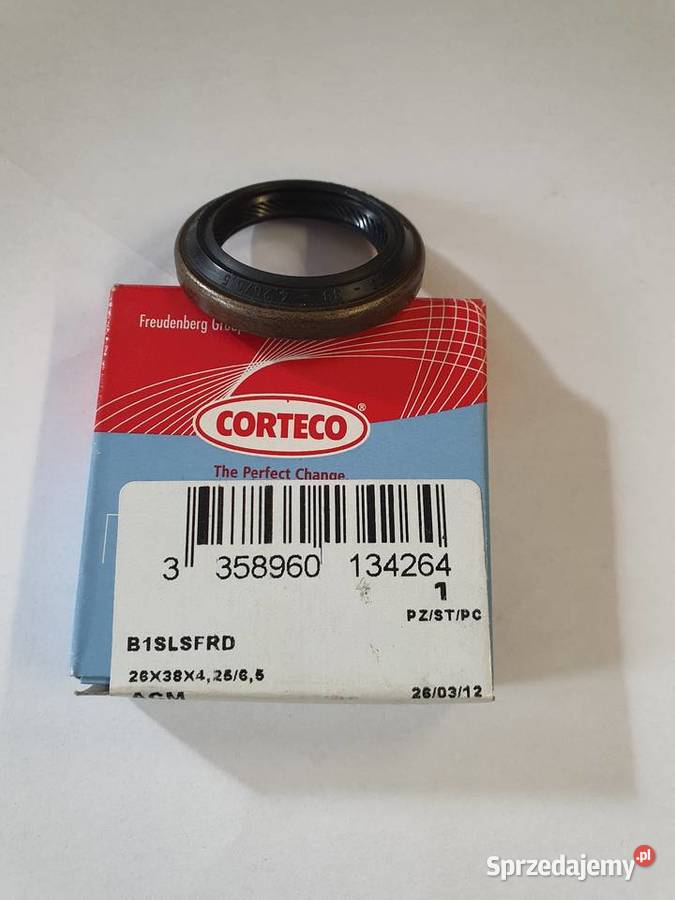 Freudenberg
CORTECO®
The Perfect Change.
3 358960 134264
1
PZ/ST/PC
B1SLSFRD
26X38X4,25/6,5
ACM
26/03/12
Sprzedajemy.pl